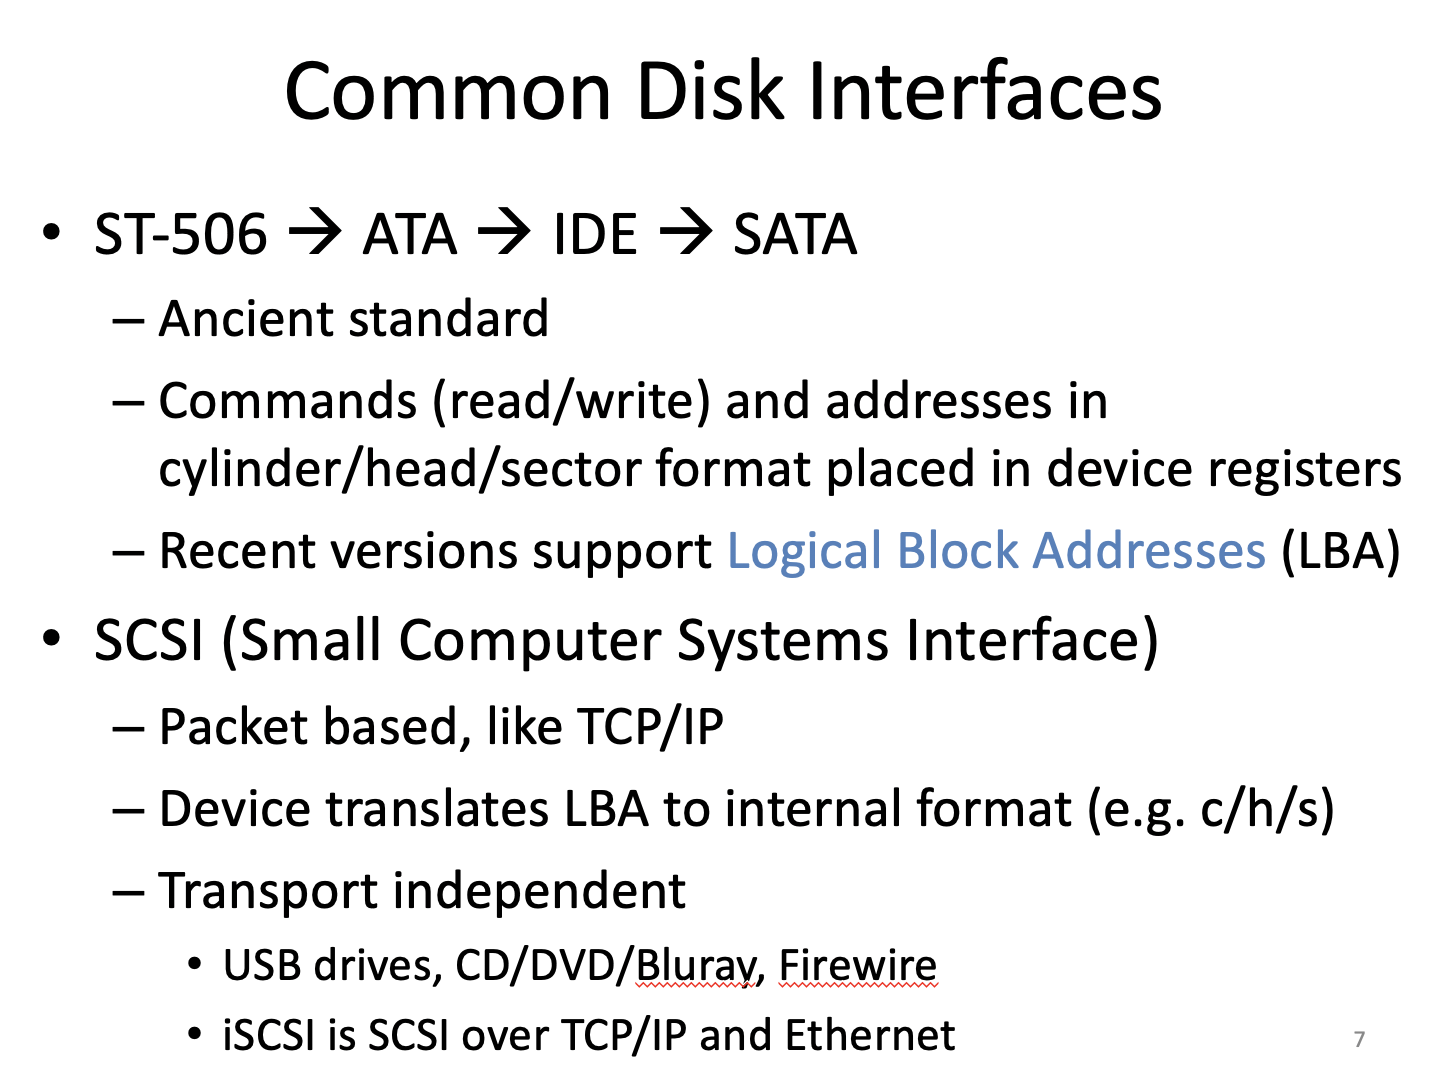 Common Disk Interfaces
• ST-506 → ATA → IDE → SATA
– Ancient standard
– Commands (read/write) and addresses in
cylinder/head/sector format placed in device registers
– Recent versions support Logical Block Addresses (LBA)
• SCSI (Small Computer Systems Interface)
– Packet based, like TCP/IP
– Device translates LBA to internal format (e.g. c/h/s)
– Transport independent
• USB drives, CD/DVD/Bluray, Firewire
• iSCSI is SCSI over TCP/IP and Ethernet
7